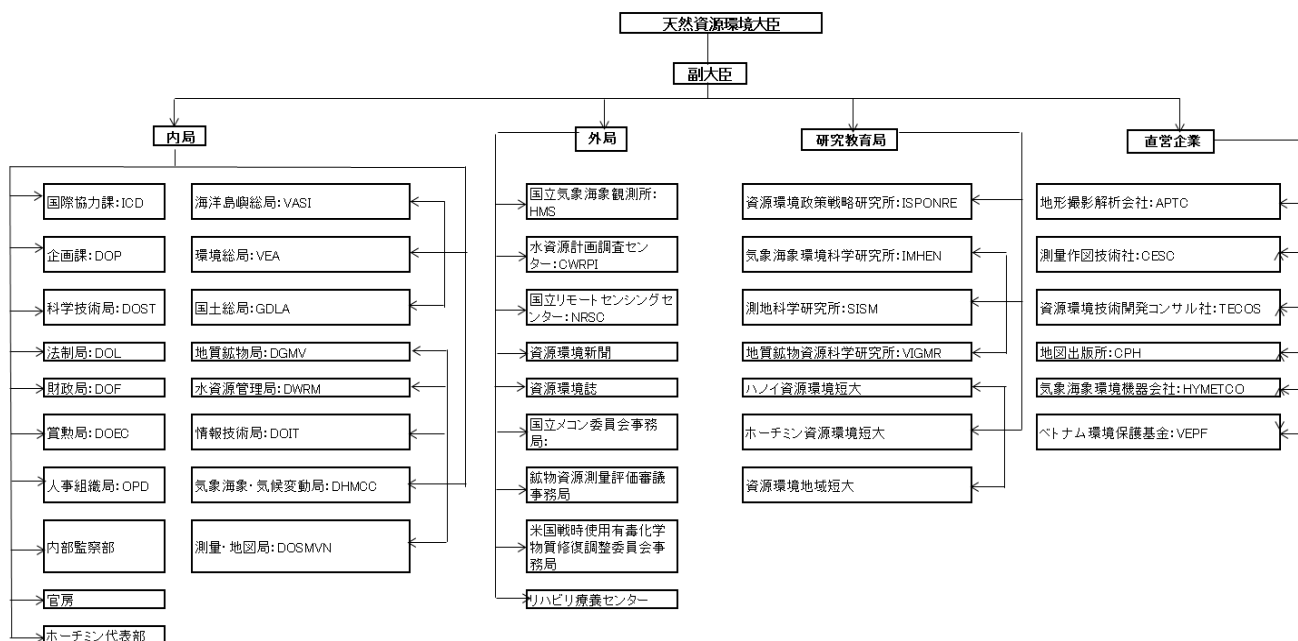 天然資源環境大臣
副大臣
内局
国際協力課:ICD
企画課:DOP
科学技術局:DOST
法制局:DOL
財政局:DOF
賞勲局:DOEC
人事組織局:OPD
内部監察部
官房
ホーチミン代表部
海洋島嶼総局:VASI
環境総局:VEA
国土総局:GDLA
地質鉱物局:DGMV
水資源管理局:DWRM
情報技術局:DOIT
気象海象・気候変動局:DHMCC
測量・地図局:DOSMVN
外局
国立気象海象観測所:
HMS
水資源計画調査セン
ター:CWRPI
国立リモートセンシングセ
ンター:NRSC
資源環境新聞
資源環境誌
国立メコン委員会事務
局:
鉱物資源測量評価審議
事務局
米国戦時使用有毒化学
物質修復調整委員会事
務局
リハビリ療養センター
研究教育局
資源環境政策戦略研究所:ISPONRE
気象海象環境科学研究所:IMHEN
測地科学研究所:SISM
地質鉱物資源科学研究所:VIGMR
ハノイ資源環境短大
ホーチミン資源環境短大
資源環境地域短大
直営企業
地形撮影解析会社:APTC
測量作図技術社:CESC
資源環境技術開発コンサル社:TECOS
地図出版所:CPH
気象海象環境機器会社:HYMETCO
ベトナム環境保護基金:VEPF